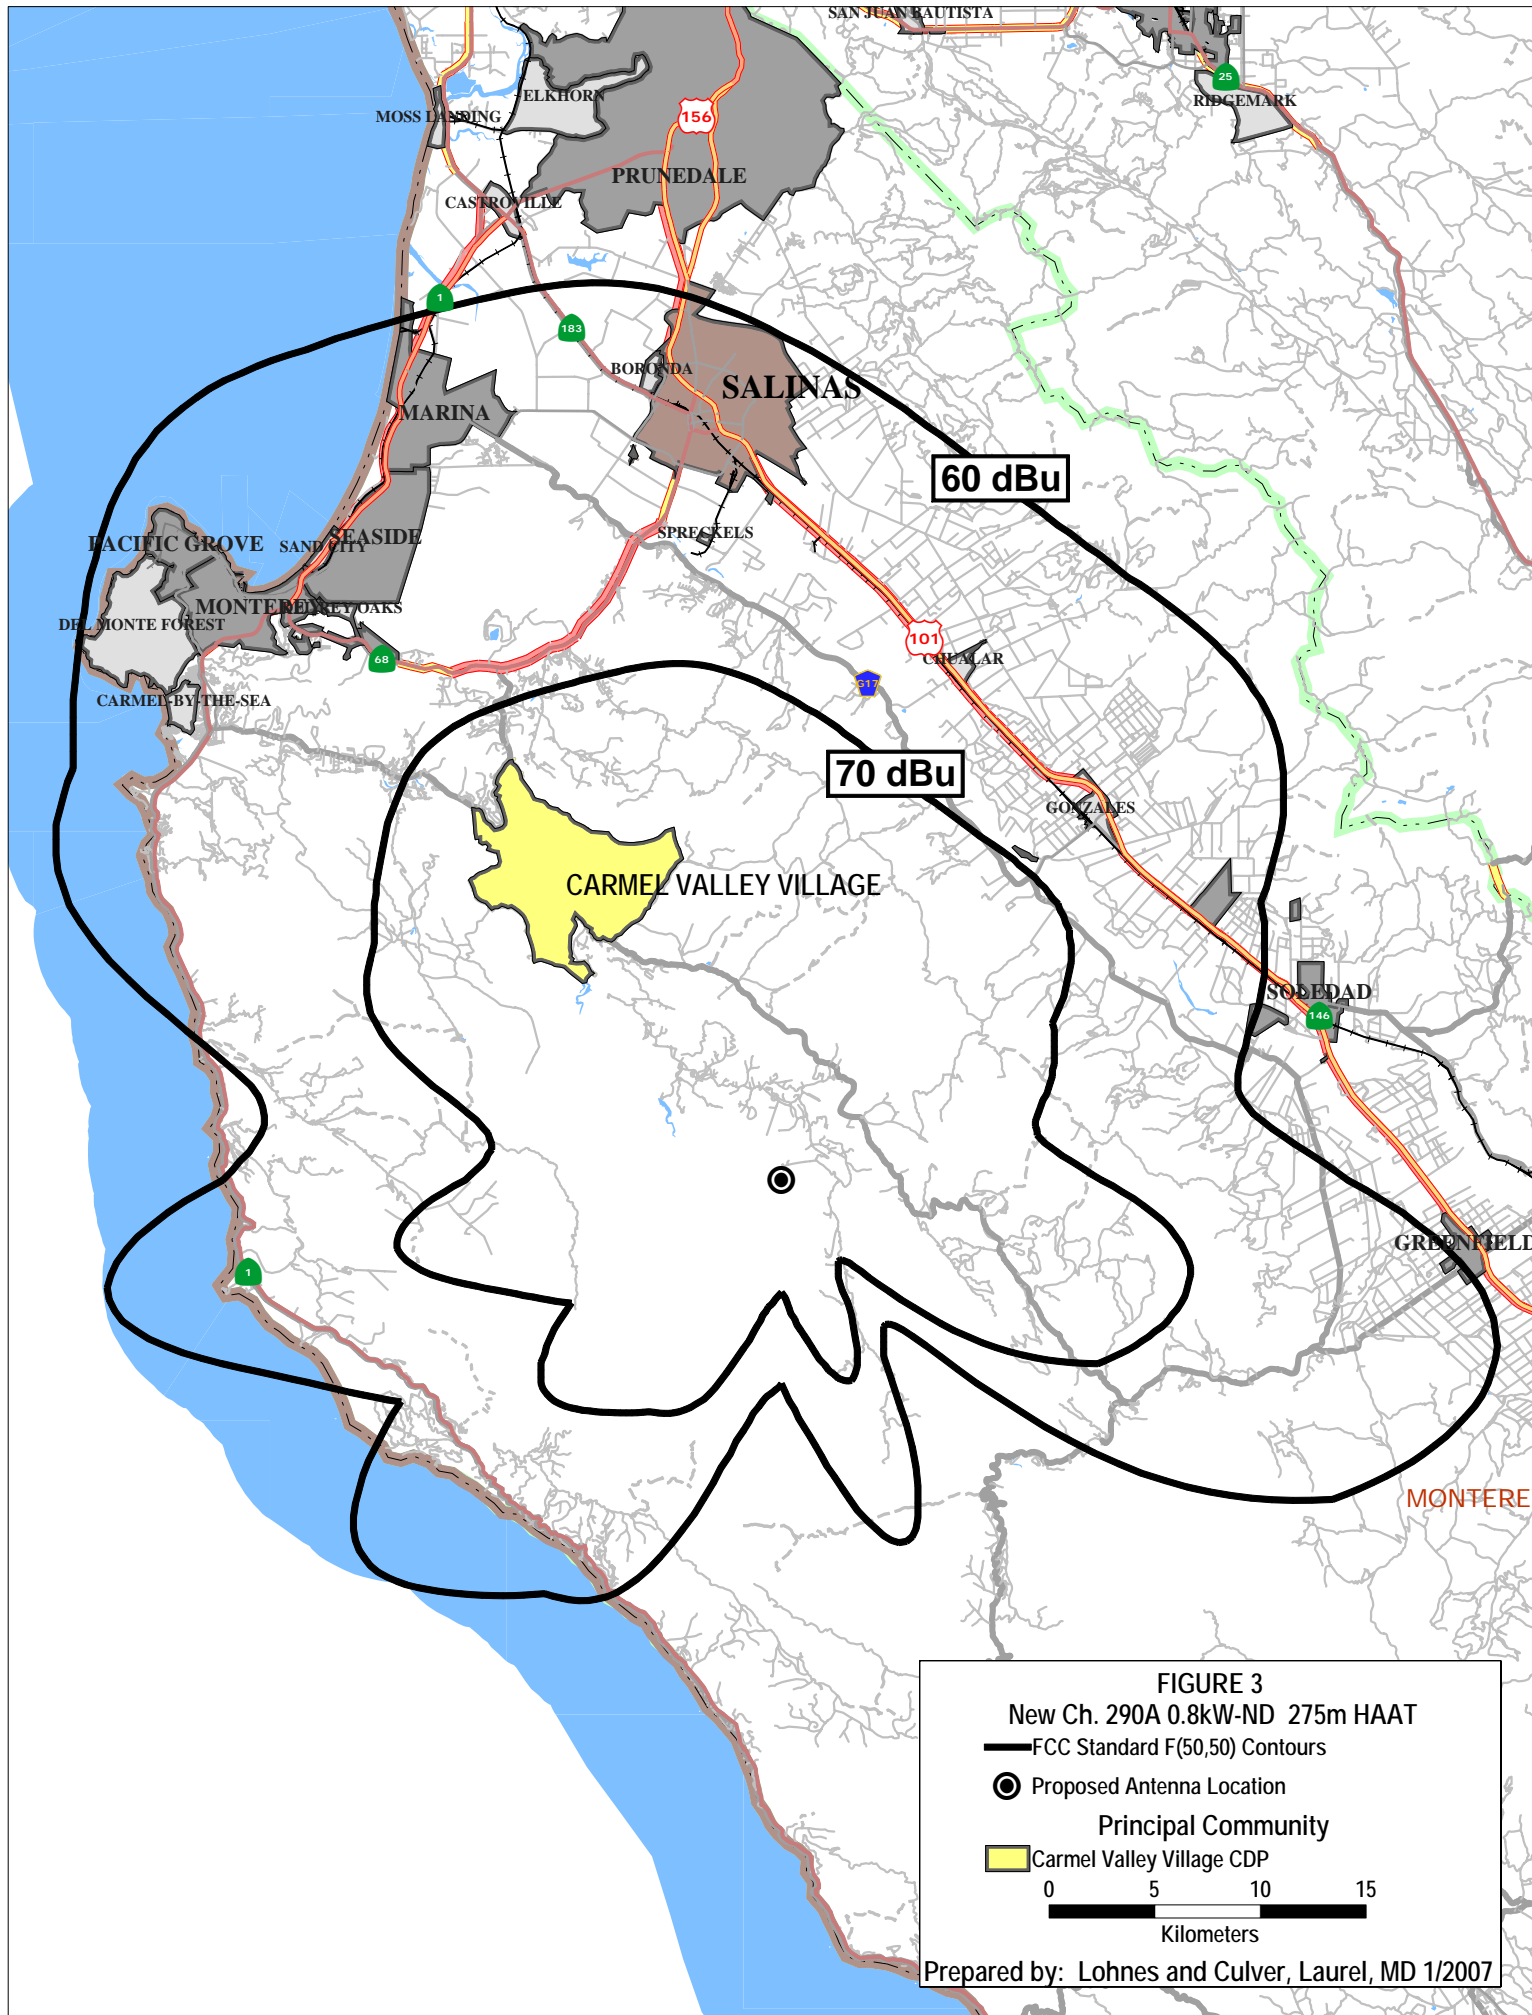 SAN JUAN BAUTISTA
25
RIDGEMARK
ELKHORN
MOSS LANDING
156
PRUNEDALE
CASTROVILLE
1
183
BORONDA
SALINAS
MARINA
60 dBu
SPRECKELS
PACIFIC GROVE
SAND CITY
SEASIDE
MONTEREY
DEL REY OAKS
DEL MONTE FOREST
68
101
CHUALAR
G17
CARMEL-BY-THE-SEA
70 dBu
GONZALES
CARMEL VALLEY VILLAGE
SOLEDAD
146
GREENFIELD
1
MONTERE
FIGURE 3
New Ch. 290A 0.8kW-ND 275m HAAT
FCC Standard F(50,50) Contours
Proposed Antenna Location
Principal Community
Carmel Valley Village CDP
0 5 10 15
Kilometers
Prepared by: Lohnes and Culver, Laurel, MD 1/2007